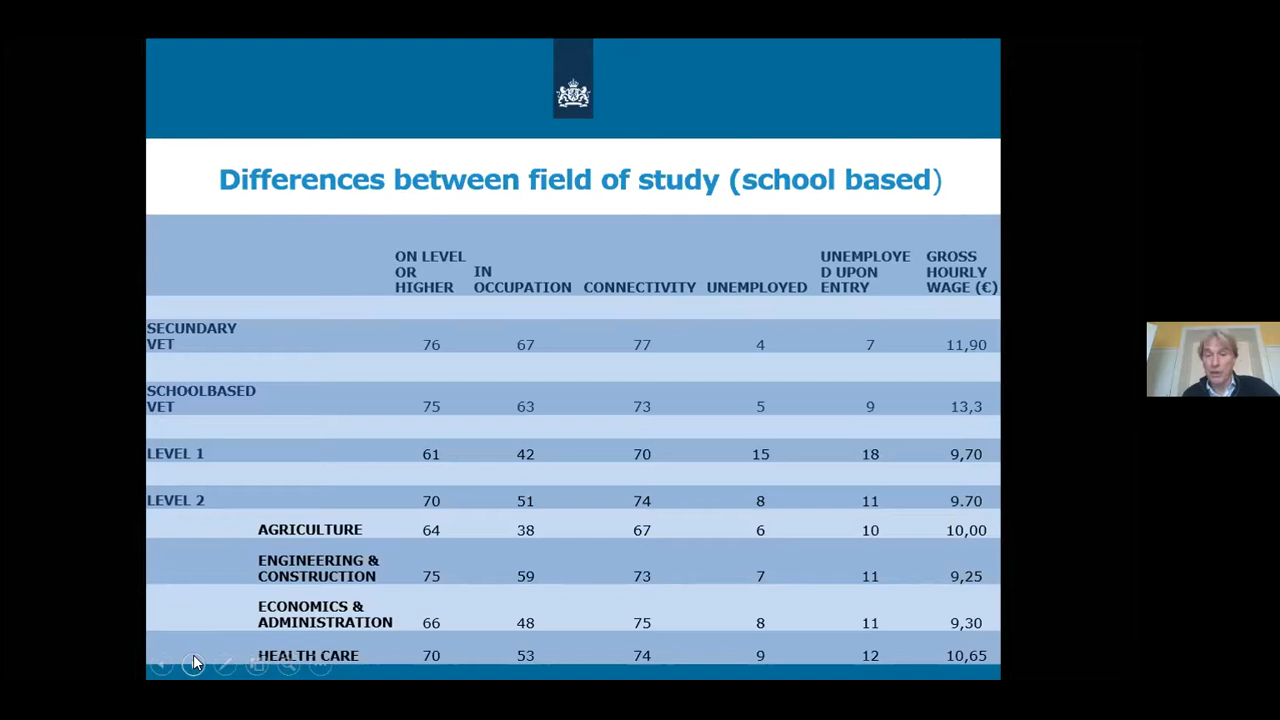 Differences between field of study (school based)
ON LEVEL OR HIGHER IN OCCUPATION CONNECTIVITY UNEMPLOYED UNEMPLOYE D UPON ENTRY GROSS HOURLY WAGE (€)
SECUNDARY VET 76 67 77 4 7 11,90
SCHOOLBASED VET 75 63 73 5 9 13,3
LEVEL 1 61 42 70 15 18 9,70
LEVEL 2 70 51 74 8 11 9.70
AGRICULTURE 64 38 67 6 10 10,00
ENGINEERING & CONSTRUCTION 75 59 73 7 11 9,25
ECONOMICS & ADMINISTRATION 66 48 75 8 11 9,30
HEALTH CARE 70 53 74 9 12 10,65